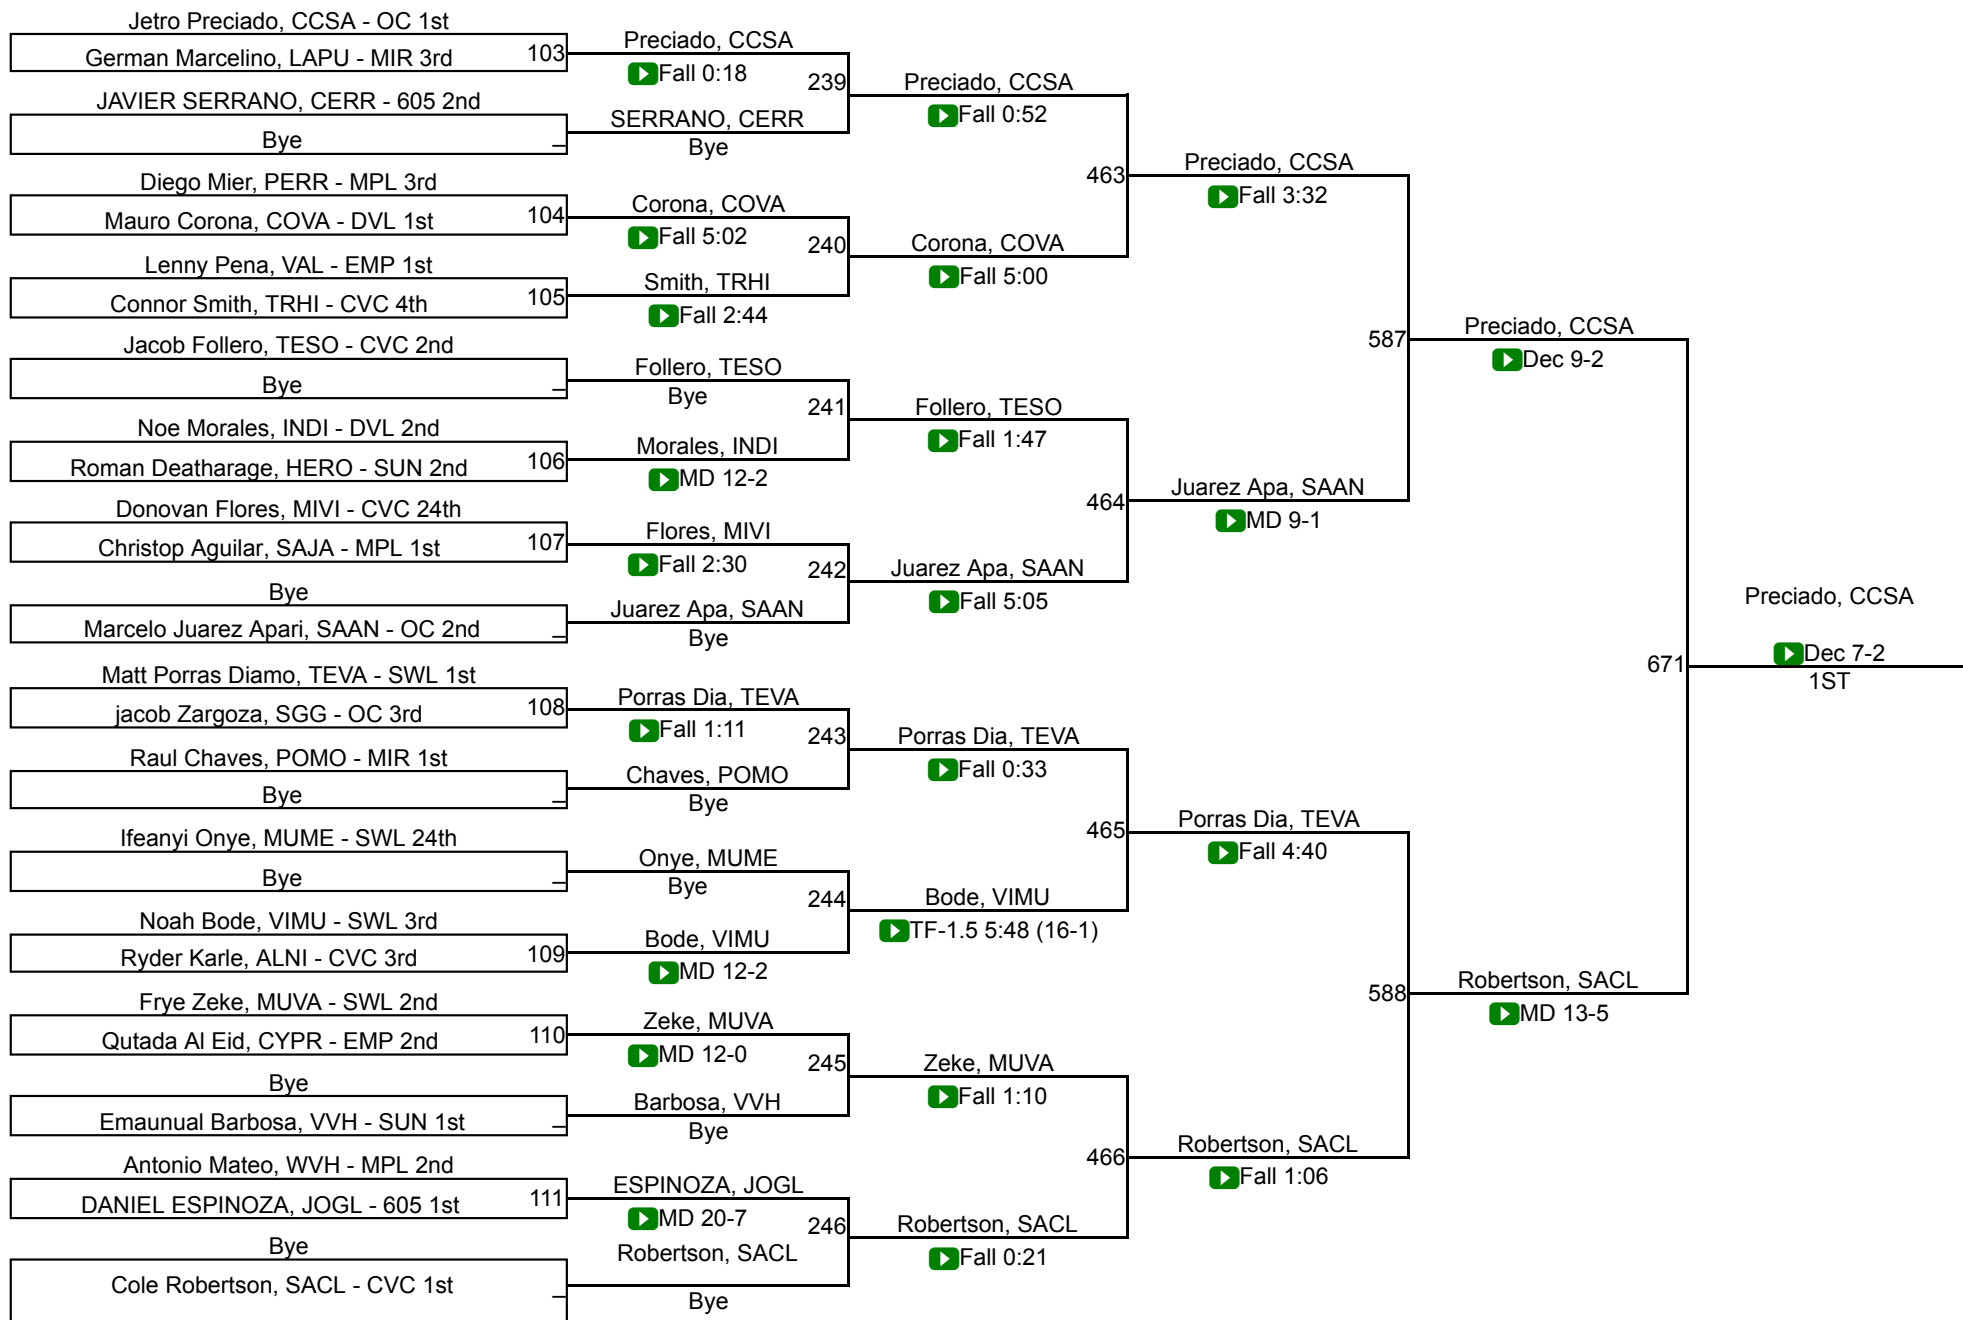 Jetro Preciado, CCSA - OC 1st
German Marcelino, LAPU - MIR 3rd
103
JAVIER SERRANO, CERR - 605 2nd
Bye
Diego Mier, PERR - MPL 3rd
Mauro Corona, COVA - DVL 1st
104
Lenny Pena, VAL - EMP 1st
Connor Smith, TRHI - CVC 4th
105
Jacob Follero, TESO - CVC 2nd
Bye
Noe Morales, INDI - DVL 2nd
Roman Deatharage, HERO - SUN 2nd
106
Donovan Flores, MIVI - CVC 24th
Christop Aguilar, SAJA - MPL 1st
107
Bye
Marcelo Juarez Apari, SAAN - OC 2nd
Matt Porras Diamo, TEVA - SWL 1st
jacob Zargoza, SGG - OC 3rd
108
Raul Chaves, POMO - MIR 1st
Bye
Ifeanyi Onye, MUME - SWL 24th
Bye
Noah Bode, VIMU - SWL 3rd
Ryder Karle, ALNI - CVC 3rd
109
Frye Zeke, MUVA - SWL 2nd
Qutada Al Eid, CYPR - EMP 2nd
110
Bye
Emaunual Barbosa, VVH - SUN 1st
Antonio Mateo, WVH - MPL 2nd
DANIEL ESPINOZA, JOGL - 605 1st
111
Bye
Cole Robertson, SACL - CVC 1st
Preciado, CCSA
Fall 0:18
239
SERRANO, CERR
Bye
Corona, COVA
Fall 5:02
240
Smith, TRHI
Fall 2:44
Follero, TESO
Bye
241
Morales, INDI
MD 12-2
Flores, MIVI
Fall 2:30
242
Juarez Apa, SAAN
Bye
Porras Dia, TEVA
Fall 1:11
243
Chaves, POMO
Bye
Onye, MUME
Bye
244
Bode, VIMU
MD 12-2
Zeke, MUVA
MD 12-0
245
Barbosa, VVH
Bye
ESPINOZA, JOGL
MD 20-7
246
Robertson, SACL
Bye
Preciado, CCSA
Fall 0:52
463
Corona, COVA
Fall 5:00
Follero, TESO
Fall 1:47
464
Juarez Apa, SAAN
Fall 5:05
Porras Dia, TEVA
Fall 0:33
465
Bode, VIMU
TF-1.5 5:48 (16-1)
Zeke, MUVA
Fall 1:10
466
Robertson, SACL
Fall 0:21
Preciado, CCSA
Fall 3:32
587
Juarez Apa, SAAN
MD 9-1
Porras Dia, TEVA
Fall 4:40
588
Robertson, SACL
Fall 1:06
Preciado, CCSA
Dec 9-2
671
Robertson, SACL
MD 13-5
Preciado, CCSA
Dec 7-2
1ST